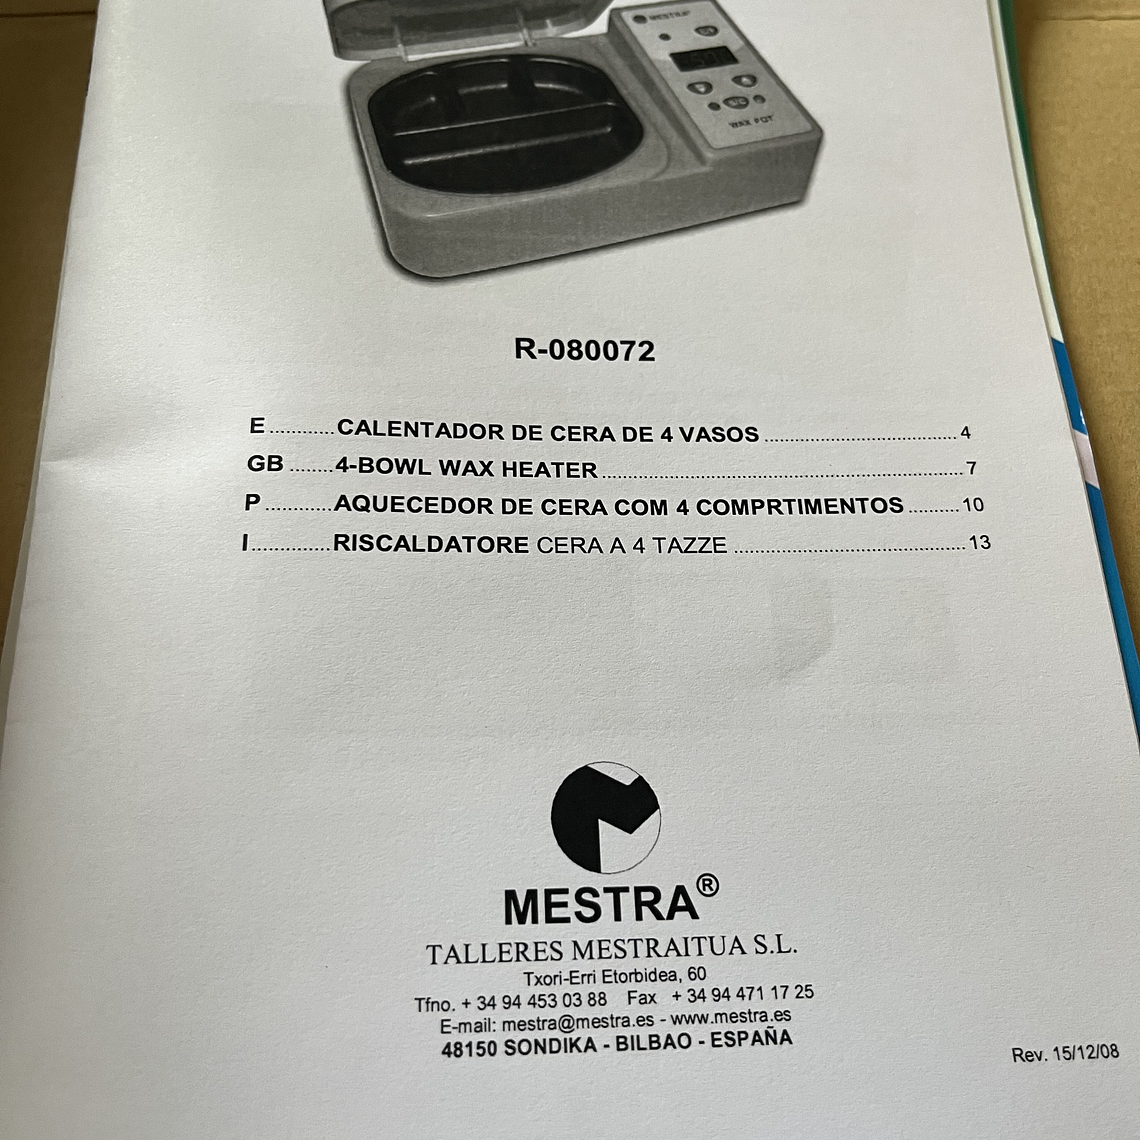 MESTRA
WAX POT
R-080072
E............CALENTADOR DE CERA DE 4 VASOS........................................4
GB.......4-BOWL WAX HEATER........................................................................7
P............AQUECEDOR DE CERA COM 4 COMPRTIMENTOS..........10
I..............RISCALDATORE CERA A 4 TAZZE..............................................13
MESTRA®
TALLERES MESTRAITUA S.L.
Txori-Erri Etorbidea, 60
Tfno. + 34 94 453 03 88 Fax + 34 94 471 17 25
E-mail: mestra@mestra.es - www.mestra.es
48150 SONDIKA - BILBAO - ESPAÑA
Rev. 15/12/08